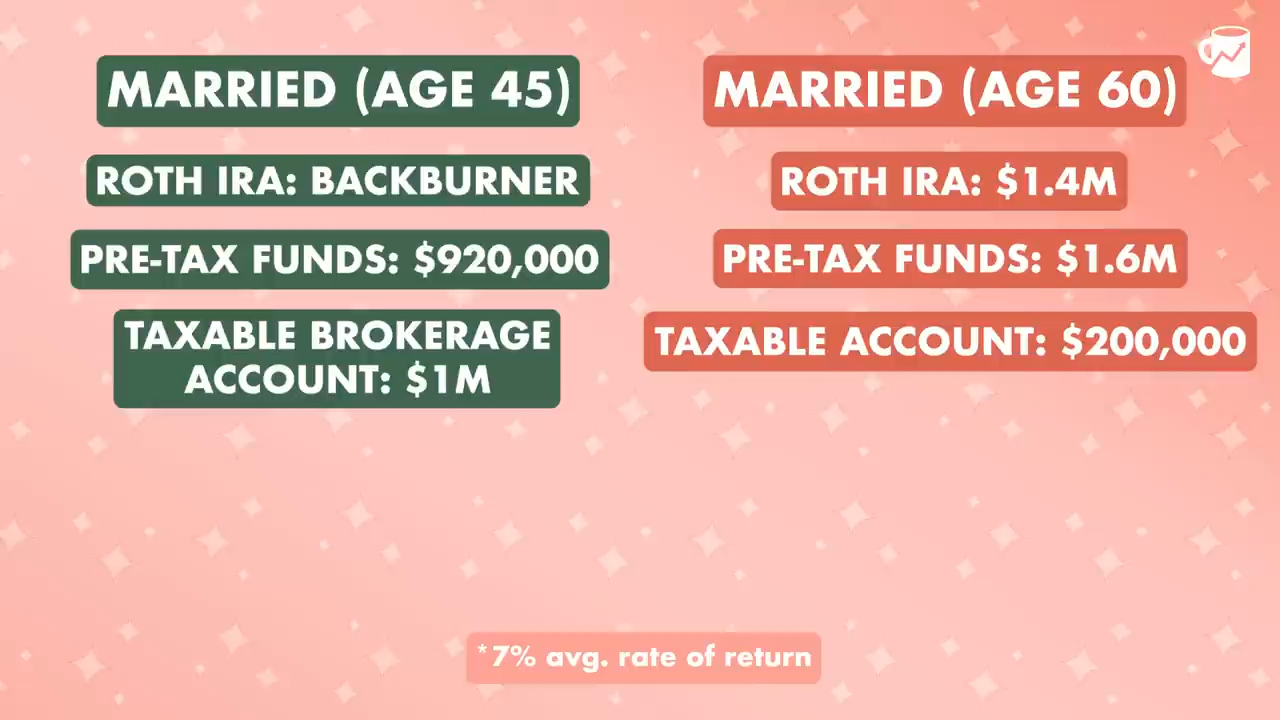 MARRIED (AGE 45)
ROTH IRA: BACKBURNER
PRE-TAX FUNDS: $920,000
TAXABLE BROKERAGE
ACCOUNT: $1M
MARRIED (AGE 60)
ROTH IRA: $1.4M
PRE-TAX FUNDS: $1.6M
TAXABLE ACCOUNT: $200,000
*7% avg. rate of return